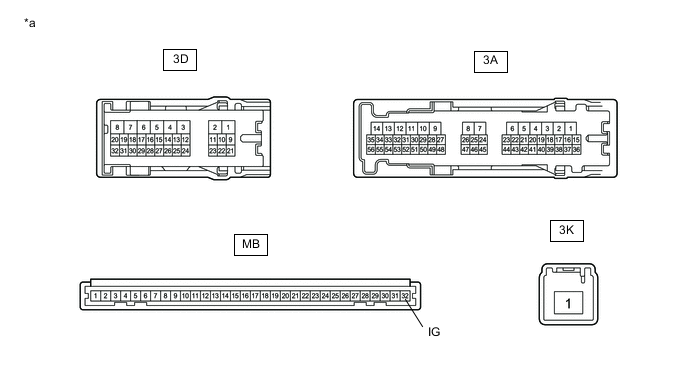 *a
3D
3A
8 7 6 5 4 3 2 1
20 19 18 17 16 15 14 13 12 11 10 9
32 31 30 29 28 27 26 25 24 23 22 21
14 13 12 11 10 9 8 7 6 5 4 3 2 1
35 34 33 32 31 30 29 28 27 26 25 24 23 22 21 20 19 18 17 16 15
56 55 54 53 52 51 50 49 48 47 46 45 44 43 42 41 40 39 38 37 36
MB
3K
1 2 3 4 5 6 7 8 9 10 11 12 13 14 15 16 17 18 19 20 21 22 23 24 25 26 27 28 29 30 31 32
1
IG